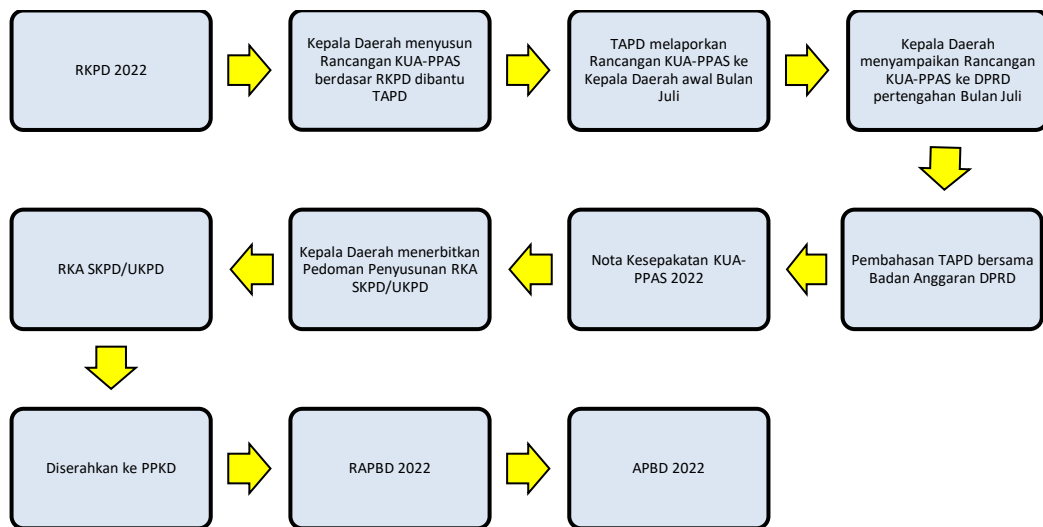 RKPD 2022
Kepala Daerah menyusun
Rancangan KUA-PPAS
berdasar RKPD dibantu
TAPD
TAPD melaporkan
Rancangan KUA-PPAS ke
Kepala Daerah awal Bulan
Juli
Kepala Daerah
menyampaikan Rancangan
KUA-PPAS ke DPRD
pertengahan Bulan Juli
Pembahasan TAPD bersama
Badan Anggaran DPRD
Nota Kesepakatan KUA-
PPAS 2022
Kepala Daerah menerbitkan
Pedoman Penyusunan RKA
SKPD/UKPD
RKA SKPD/UKPD
Diserahkan ke PPKD
RAPBD 2022
APBD 2022